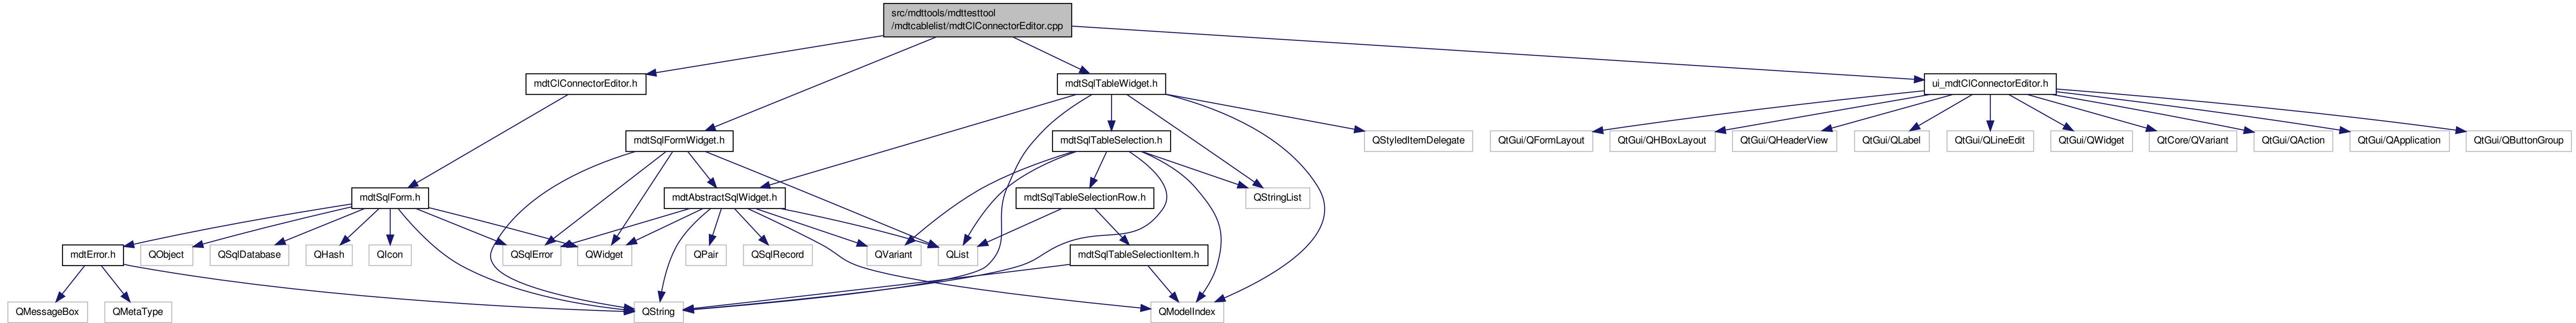 src/mdttools/mdttesttool
/mdtcablelist/mdtClConnectorEditor.cpp
mdtClConnectorEditor.h
mdtSqlTableWidget.h
ui_mdtClConnectorEditor.h
mdtSqlFormWidget.h
mdtSqlTableSelection.h
QStyledItemDelegate
QtGui/QFormLayout
QtGui/QHBoxLayout
QtGui/QHeaderView
QtGui/QLabel
QtGui/QLineEdit
QtGui/QWidget
QtCore/QVariant
QtGui/QAction
QtGui/QApplication
QtGui/QButtonGroup
mdtSqlForm.h
mdtAbstractSqlWidget.h
mdtSqlTableSelectionRow.h
QStringList
mdtError.h
QObject
QSqlDatabase
QHash
QIcon
QSqlError
QWidget
QPair
QSqlRecord
QVariant
QList
mdtSqlTableSelectionItem.h
QMessageBox
QMetaType
QString
QModelIndex